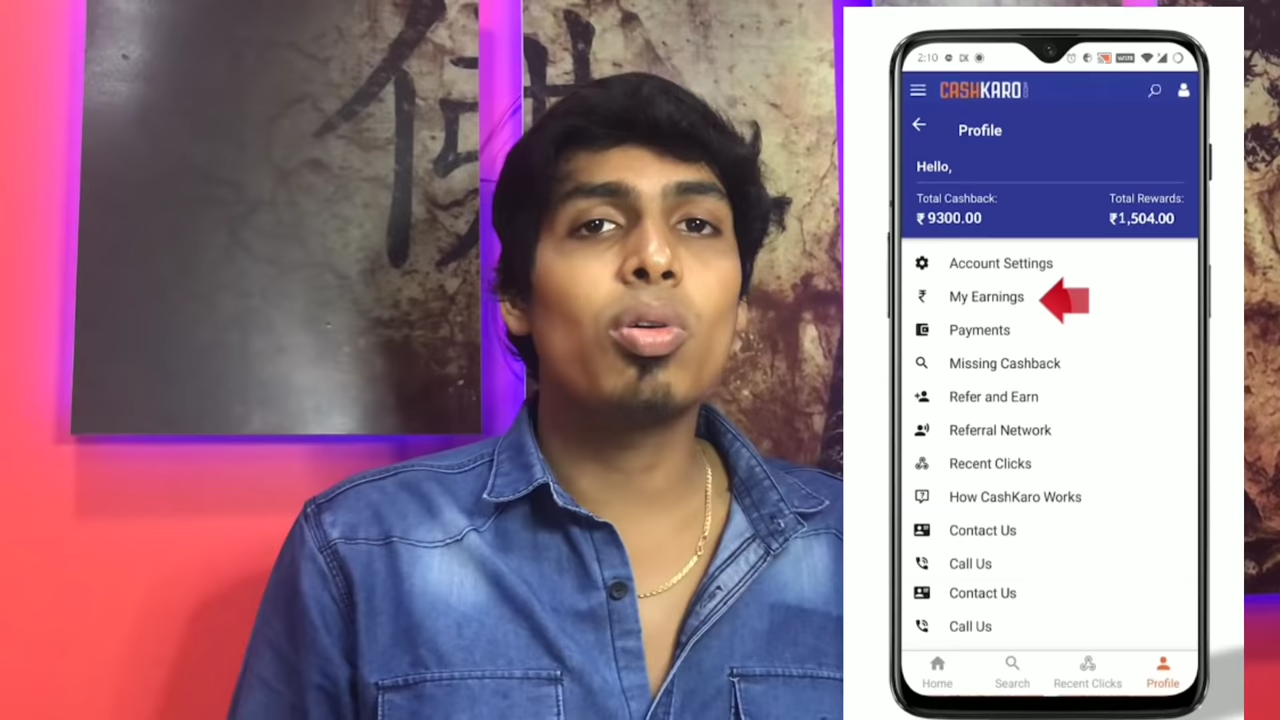 2:10
CASHKARO
Profile
Hello,
Total Cashback: Total Rewards:
₹ 9300.00 ₹1,504.00
Account Settings
My Earnings
Payments
Missing Cashback
Refer and Earn
Referral Network
Recent Clicks
How CashKaro Works
Contact Us
Call Us
Contact Us
Call Us
Home Search Recent Clicks Profile